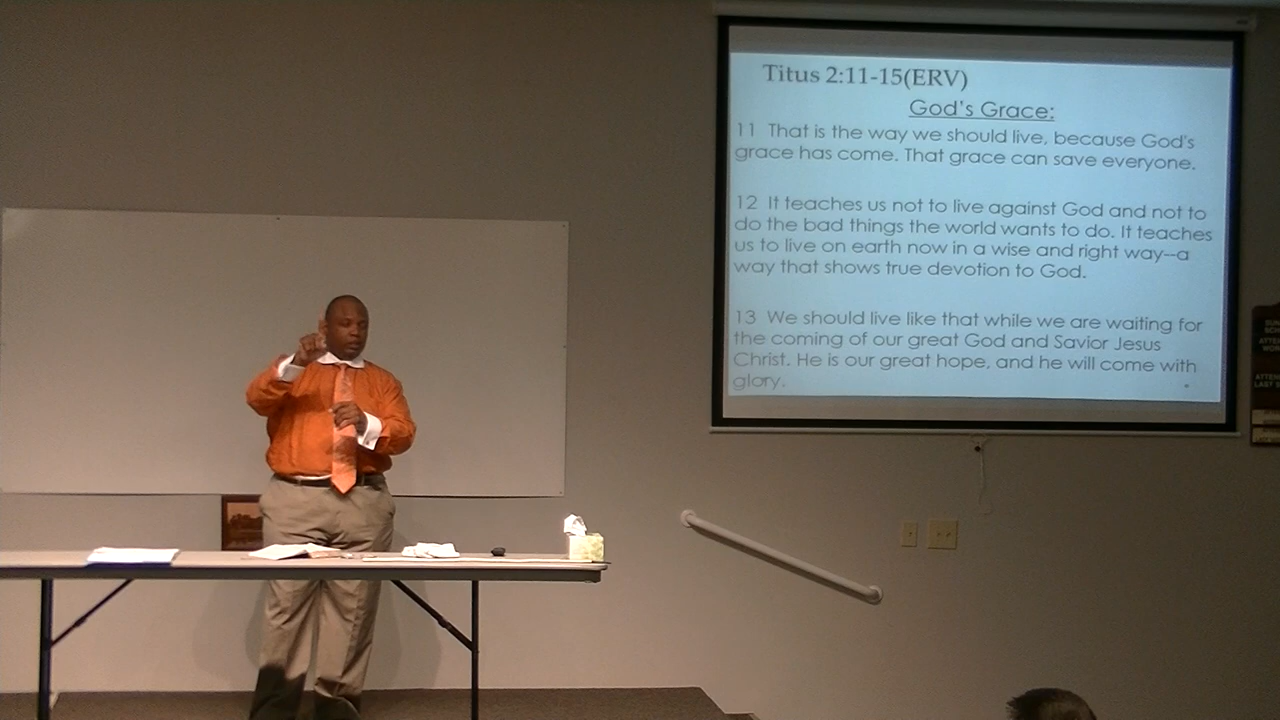 Titus 2:11-15(ERV)
God's Grace:
11 That is the way we should live, because God's
grace has come. That grace can save everyone.
12 It teaches us not to live against God and not to
do the bad things the world wants to do. It teaches
us to live on earth now in a wise and right way--a
way that shows true devotion to God.
13 We should live like that while we are waiting for
the coming of our great God and Savior Jesus
Christ. He is our great hope, and he will come with
glory.